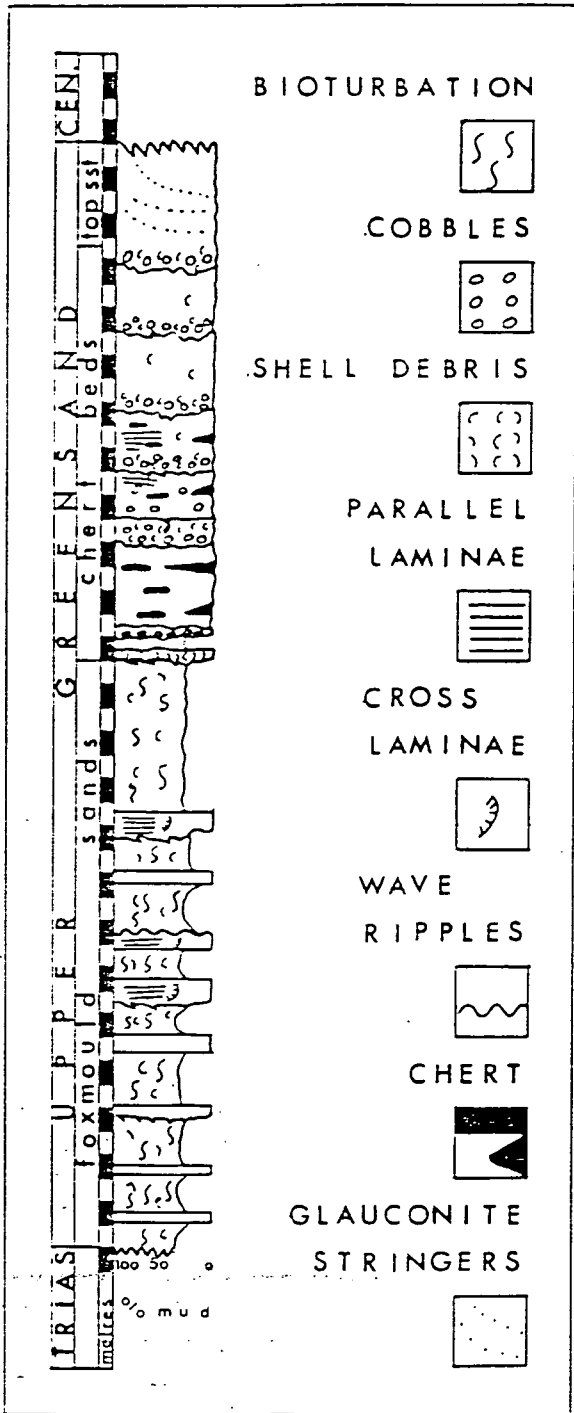 CEN.
top sst
UPPER GREENSAND
chert beds
foxmould sands
TRIAS
metres
100 50 0
% mud
BIOTURBATION
COBBLES
SHELL DEBRIS
PARALLEL
LAMINAE
CROSS
LAMINAE
WAVE
RIPPLES
CHERT
GLAUCONITE
STRINGERS